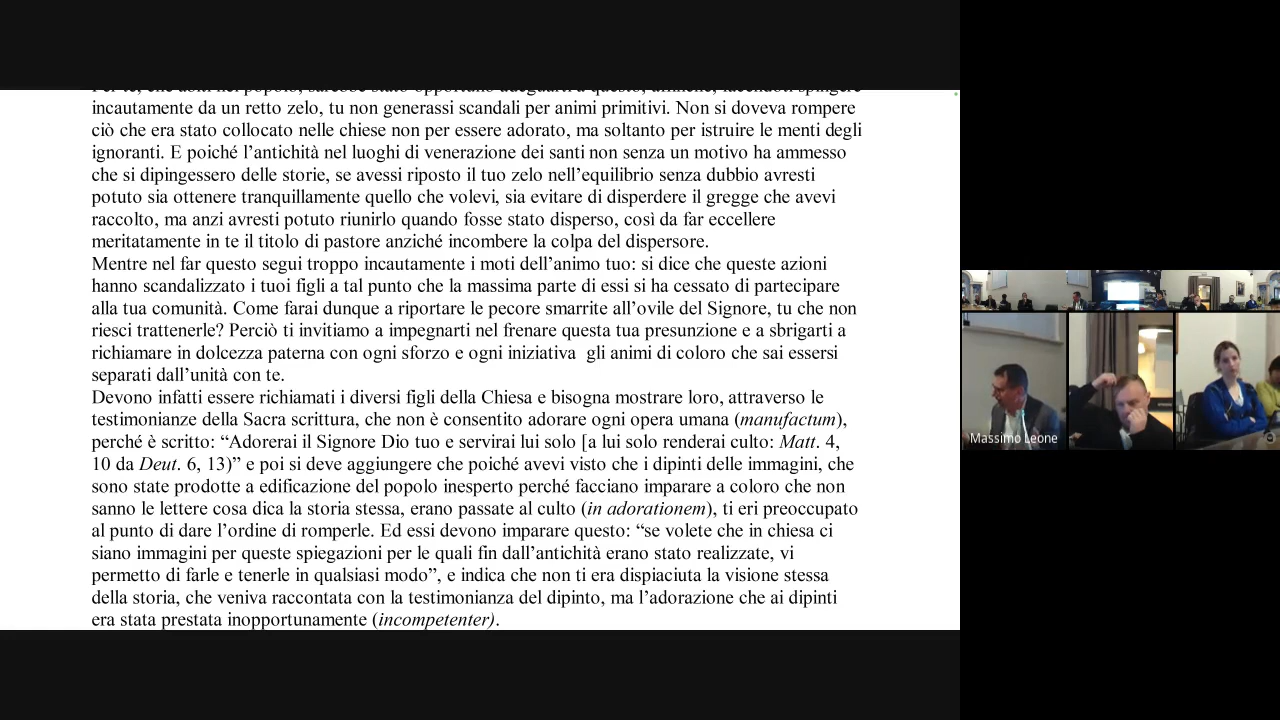 incautamente da un retto zelo, tu non generassi scandali per animi primitivi. Non si doveva rompere
ciò che era stato collocato nelle chiese non per essere adorato, ma soltanto per istruire le menti degli
ignoranti. E poiché l’antichità nel luoghi di venerazione dei santi non senza un motivo ha ammesso
che si dipingessero delle storie, se avessi riposto il tuo zelo nell’equilibrio senza dubbio avresti
potuto sia ottenere tranquillamente quello che volevi, sia evitare di disperdere il gregge che avevi
raccolto, ma anzi avresti potuto riunirlo quando fosse stato disperso, così da far eccellere
meritatamente in te il titolo di pastore anziché incombere la colpa del dispersore.
Mentre nel far questo segui troppo incautamente i moti dell’animo tuo: si dice che queste azioni
hanno scandalizzato i tuoi figli a tal punto che la massima parte di essi si ha cessato di partecipare
alla tua comunità. Come farai dunque a riportare le pecore smarrite all’ovile del Signore, tu che non
riesci trattenerle? Perciò ti invitiamo a impegnarti nel frenare questa tua presunzione e a sbrigarti a
richiamare in dolcezza paterna con ogni sforzo e ogni iniziativa  gli animi di coloro che sai essersi
separati dall’unità con te.
Devono infatti essere richiamati i diversi figli della Chiesa e bisogna mostrare loro, attraverso le
testimonianze della Sacra scrittura, che non è consentito adorare ogni opera umana (manufactum),
perché è scritto: “Adorerai il Signore Dio tuo e servirai lui solo [a lui solo renderai culto: Matt. 4,
10 da Deut. 6, 13)” e poi si deve aggiungere che poiché avevi visto che i dipinti delle immagini, che
sono state prodotte a edificazione del popolo inesperto perché facciano imparare a coloro che non
sanno le lettere cosa dica la storia stessa, erano passate al culto (in adorationem), ti eri preoccupato
al punto di dare l’ordine di romperle. Ed essi devono imparare questo: “se volete che in chiesa ci
siano immagini per queste spiegazioni per le quali fin dall’antichità erano stato realizzate, vi
permetto di farle e tenerle in qualsiasi modo”, e indica che non ti era dispiaciuta la visione stessa
della storia, che veniva raccontata con la testimonianza del dipinto, ma l’adorazione che ai dipinti
era stata prestata inopportunamente (incompetenter).
Massimo Leone